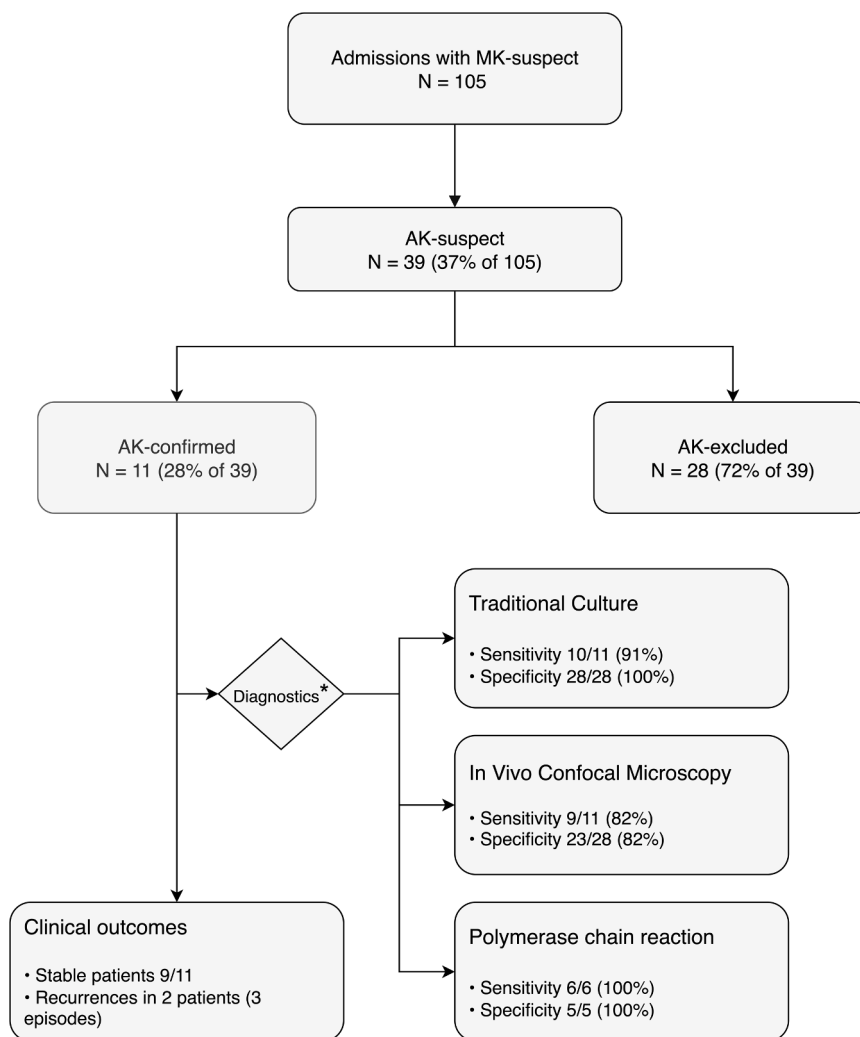 Admissions with MK-suspect
N = 105
AK-suspect
N = 39 (37% of 105)
AK-confirmed
N = 11 (28% of 39)
AK-excluded
N = 28 (72% of 39)
Diagnostics*
Traditional Culture
• Sensitivity 10/11 (91%)
• Specificity 28/28 (100%)
In Vivo Confocal Microscopy
• Sensitivity 9/11 (82%)
• Specificity 23/28 (82%)
Polymerase chain reaction
• Sensitivity 6/6 (100%)
• Specificity 5/5 (100%)
Clinical outcomes
• Stable patients 9/11
• Recurrences in 2 patients (3
episodes)